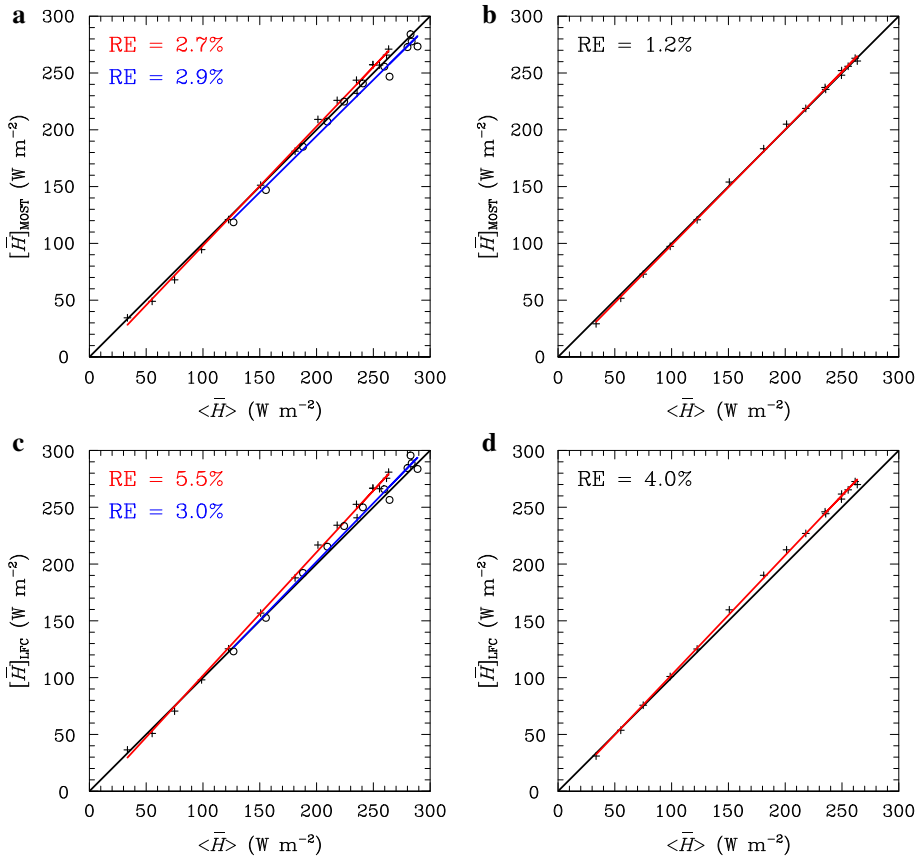 a
300
250
200
150
100
50
0
[H̅]MOST (W m⁻²)
RE = 2.7%
RE = 2.9%
0 50 100 150 200 250 300
<H̅> (W m⁻²)
b
300
250
200
150
100
50
0
[H̅]MOST (W m⁻²)
RE = 1.2%
0 50 100 150 200 250 300
<H̅> (W m⁻²)
c
300
250
200
150
100
50
0
[H̅]LFC (W m⁻²)
RE = 5.5%
RE = 3.0%
0 50 100 150 200 250 300
<H̅> (W m⁻²)
d
300
250
200
150
100
50
0
[H̅]LFC (W m⁻²)
RE = 4.0%
0 50 100 150 200 250 300
<H̅> (W m⁻²)